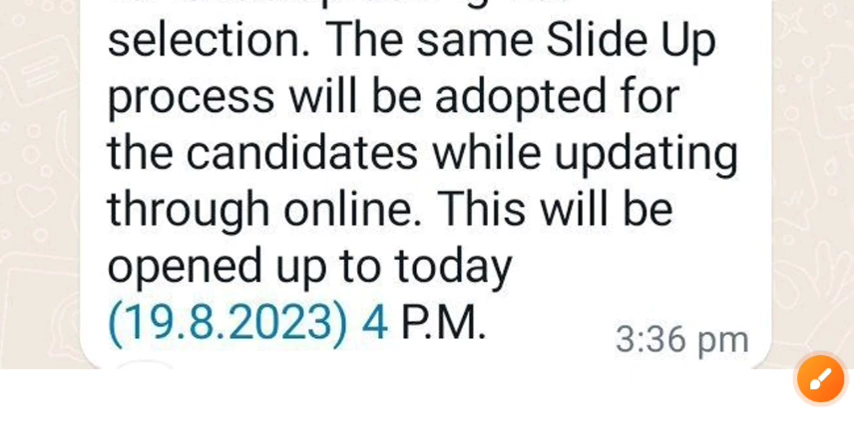 selection. The same Slide Up
process will be adopted for
the candidates while updating
through online. This will be
opened up to today
(19.8.2023) 4 P.M.
3:36 pm